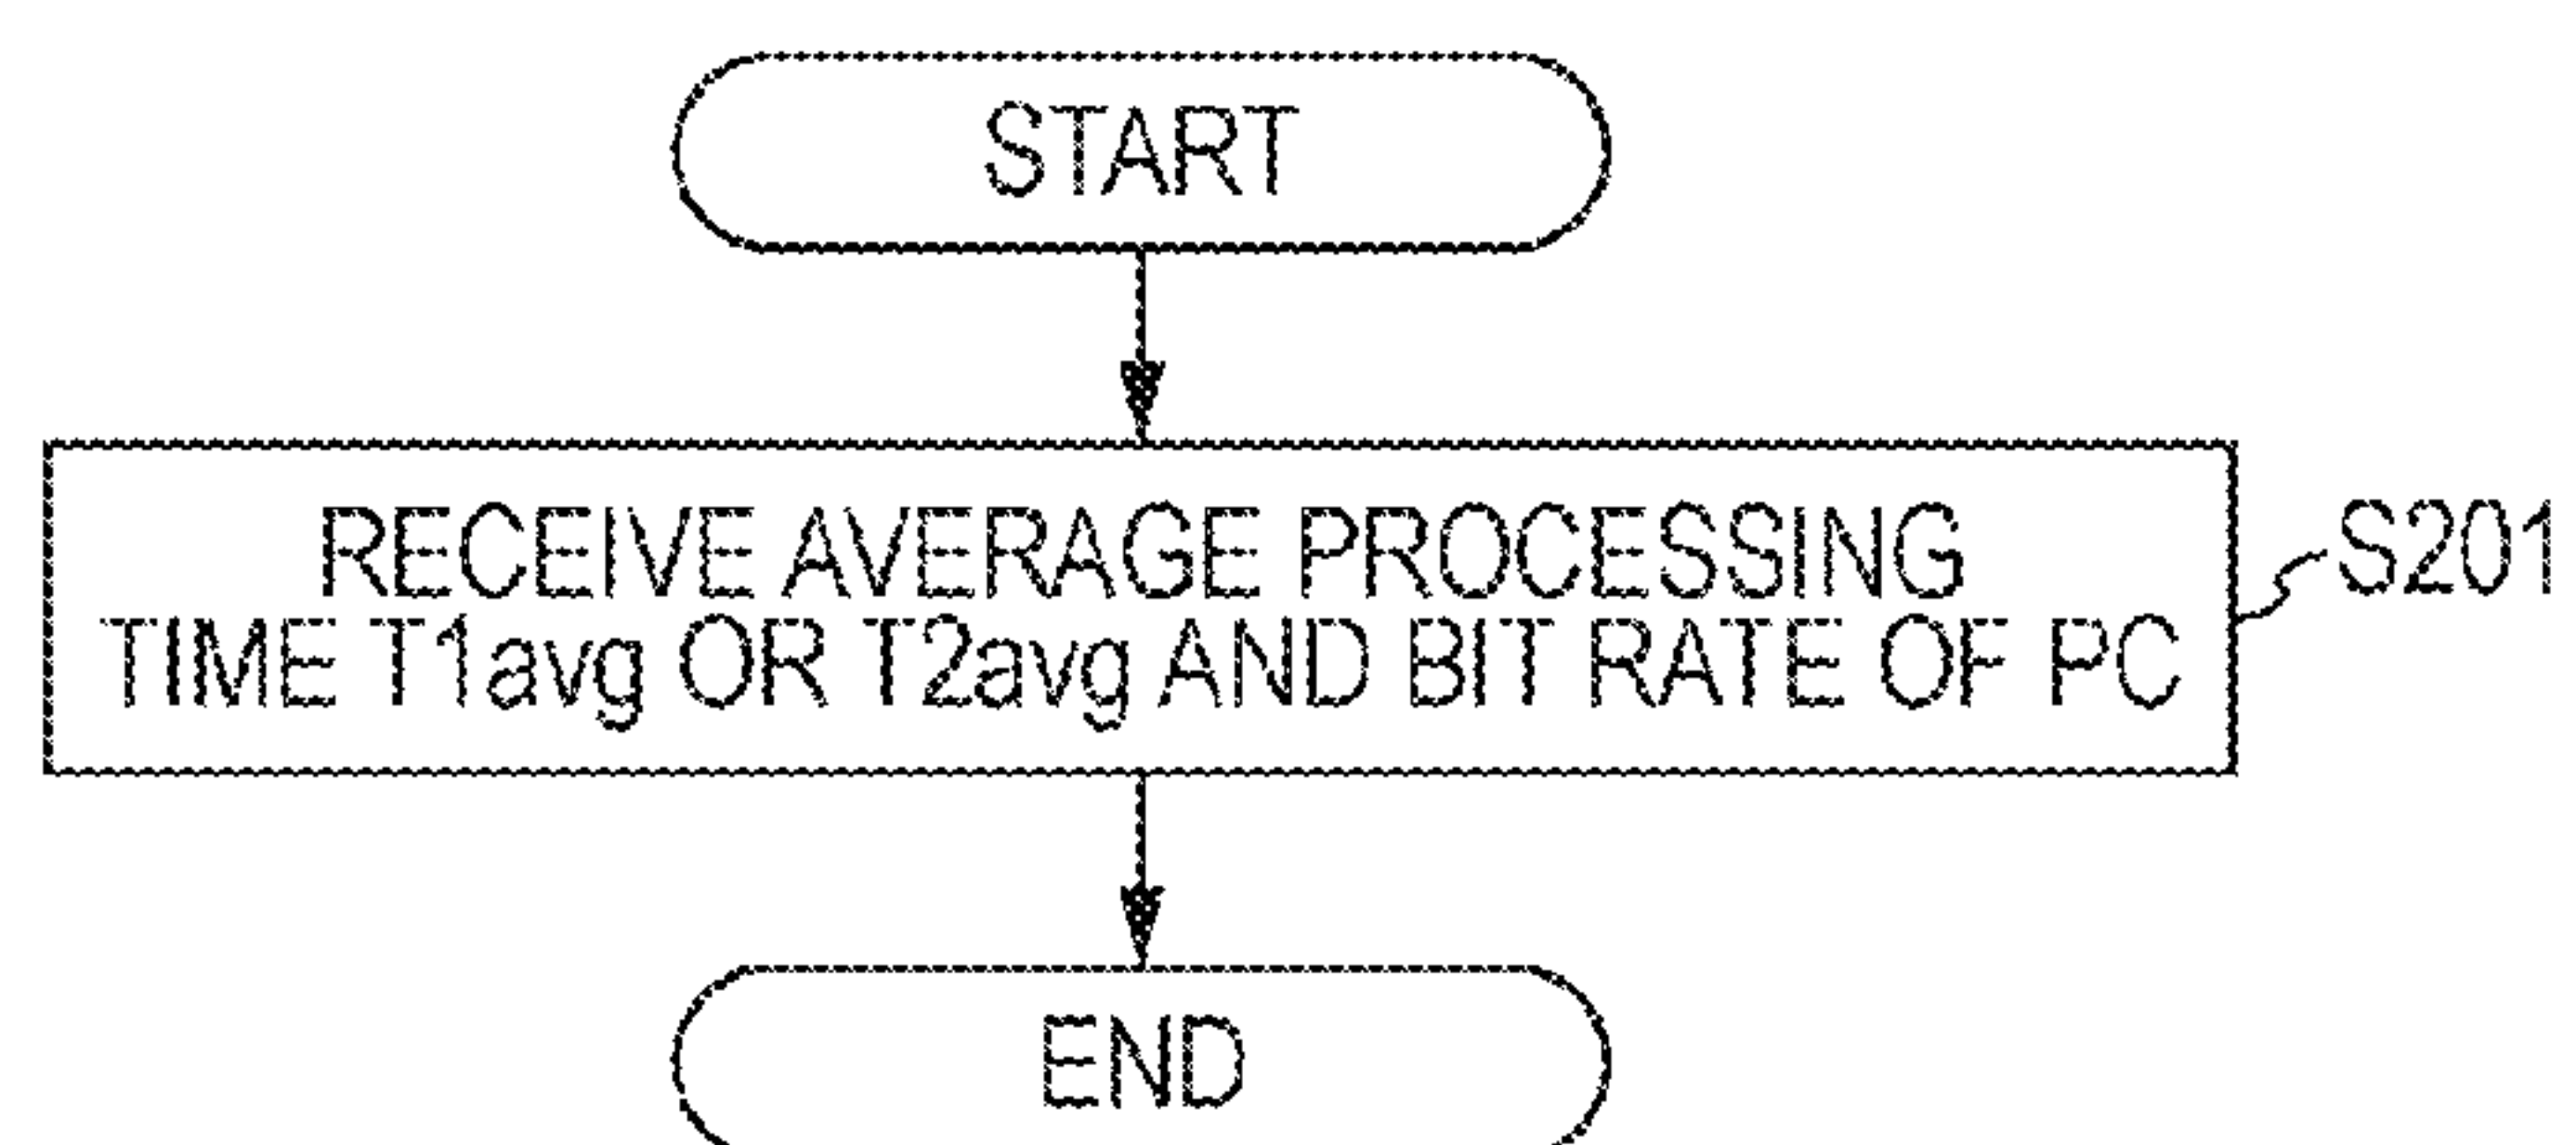 START
RECEIVE AVERAGE PROCESSING
TIME T1avg OR T2avg AND BIT RATE OF PC
S201
END